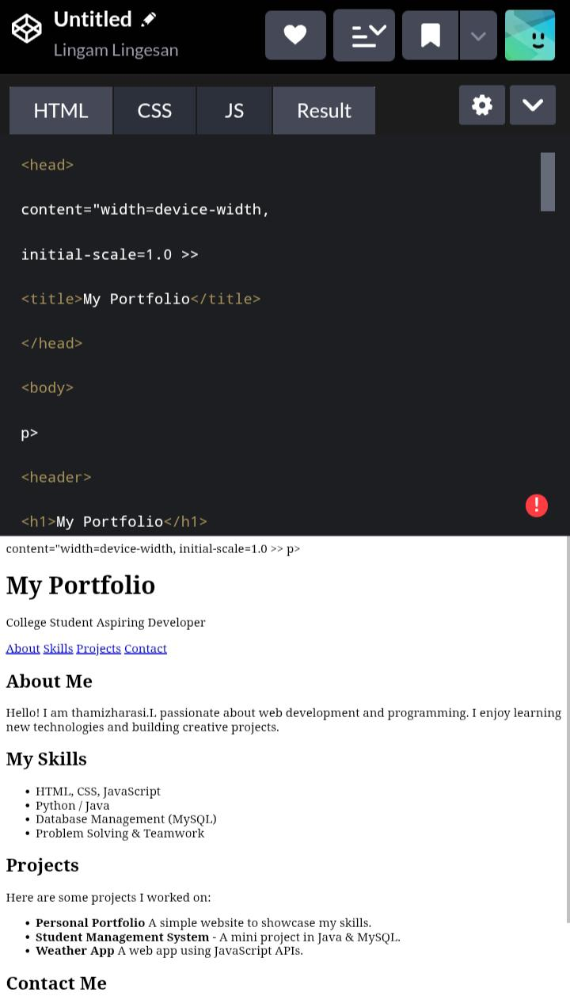 Untitled
Lingam Lingesan
HTML CSS JS Result
<head>
content="width=device-width,
initial-scale=1.0 >>
<title>My Portfolio</title>
</head>
<body>
p>
<header>
<h1>My Portfolio</h1>
!
content="width=device-width, initial-scale=1.0 >> p>
My Portfolio
College Student Aspiring Developer
About Skills Projects Contact
About Me
Hello! I am thamizharasi.L passionate about web development and programming. I enjoy learning
new technologies and building creative projects.
My Skills
• HTML, CSS, JavaScript
• Python / Java
• Database Management (MySQL)
• Problem Solving & Teamwork
Projects
Here are some projects I worked on:
• Personal Portfolio A simple website to showcase my skills.
• Student Management System - A mini project in Java & MySQL.
• Weather App A web app using JavaScript APIs.
Contact Me